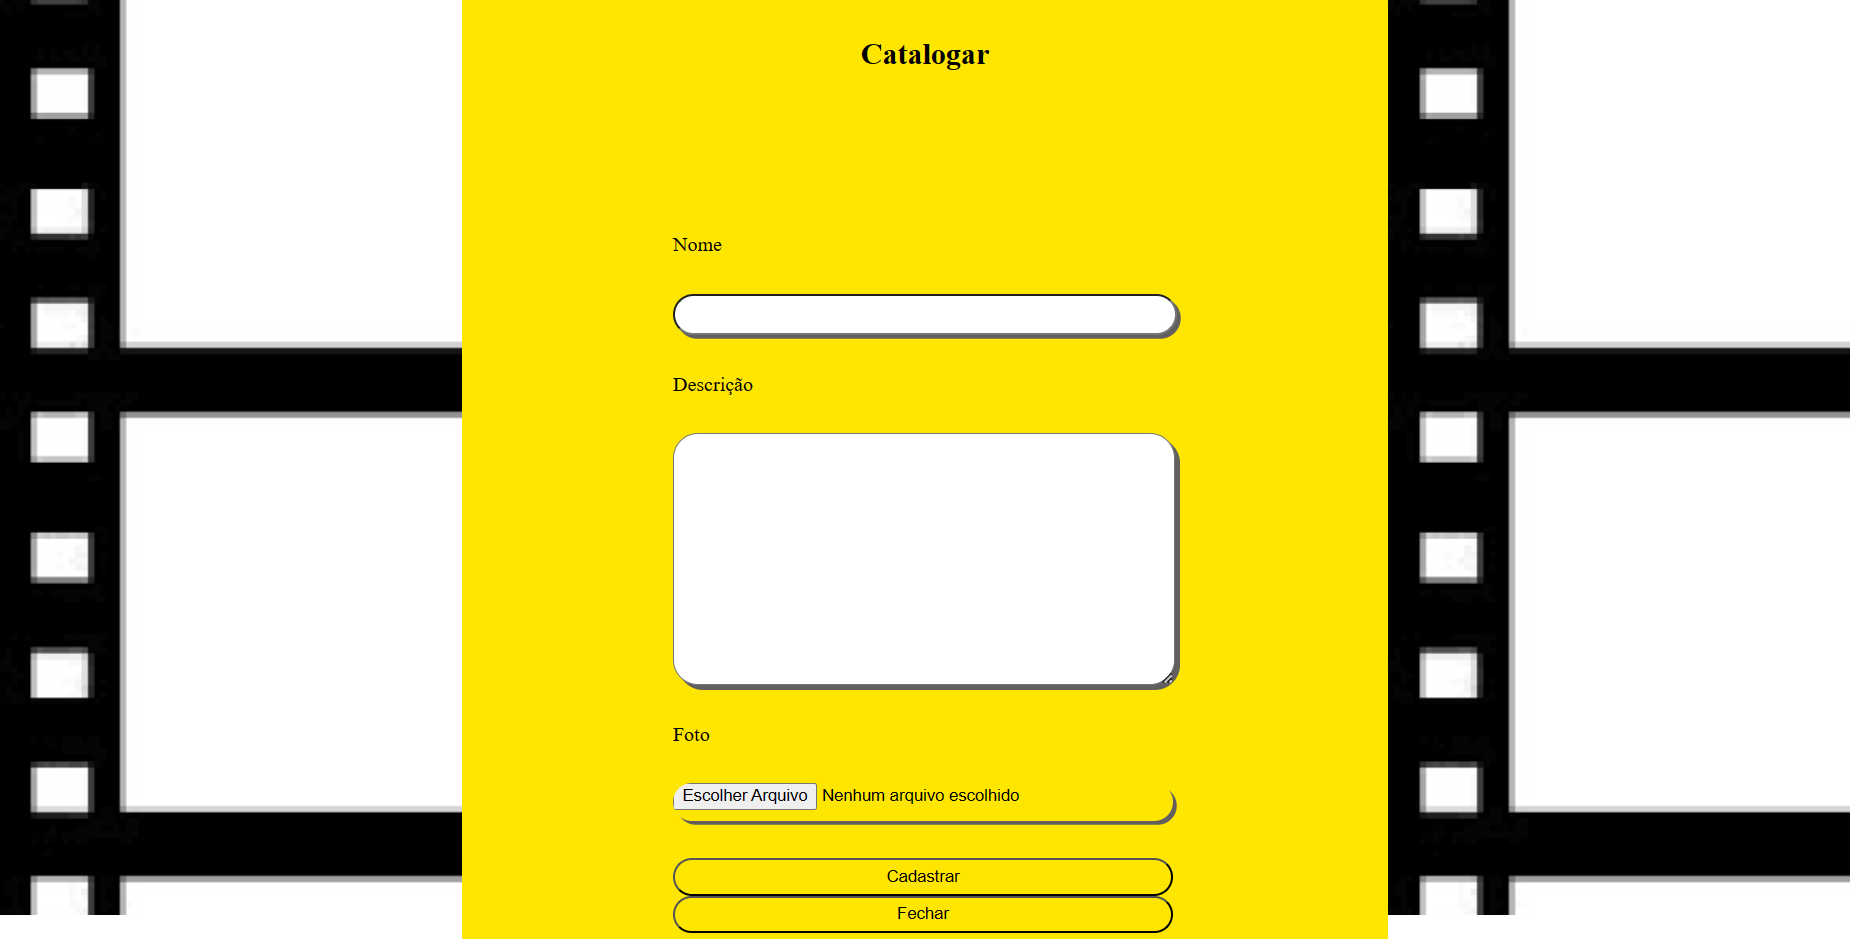 Catalogar
Nome
Descrição
Foto
Escolher Arquivo Nenhum arquivo escolhido
Cadastrar
Fechar